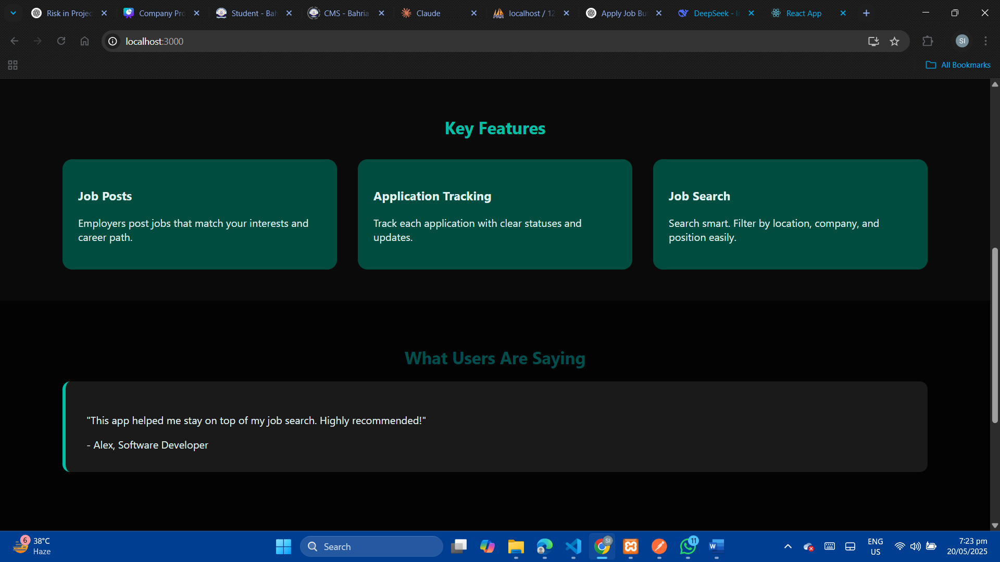 Risk in Projec
Company Pro
Student - Bah
CMS - Bahria
Claude
localhost / 12
Apply Job Bu
DeepSeek - I
React App
localhost:3000
SI
All Bookmarks
Key Features
Job Posts
Employers post jobs that match your interests and
career path.
Application Tracking
Track each application with clear statuses and
updates.
Job Search
Search smart. Filter by location, company, and
position easily.
What Users Are Saying
"This app helped me stay on top of my job search. Highly recommended!"
- Alex, Software Developer
6
38°C
Haze
Search
SI
11
W
ENG
US
7:23 pm
20/05/2025